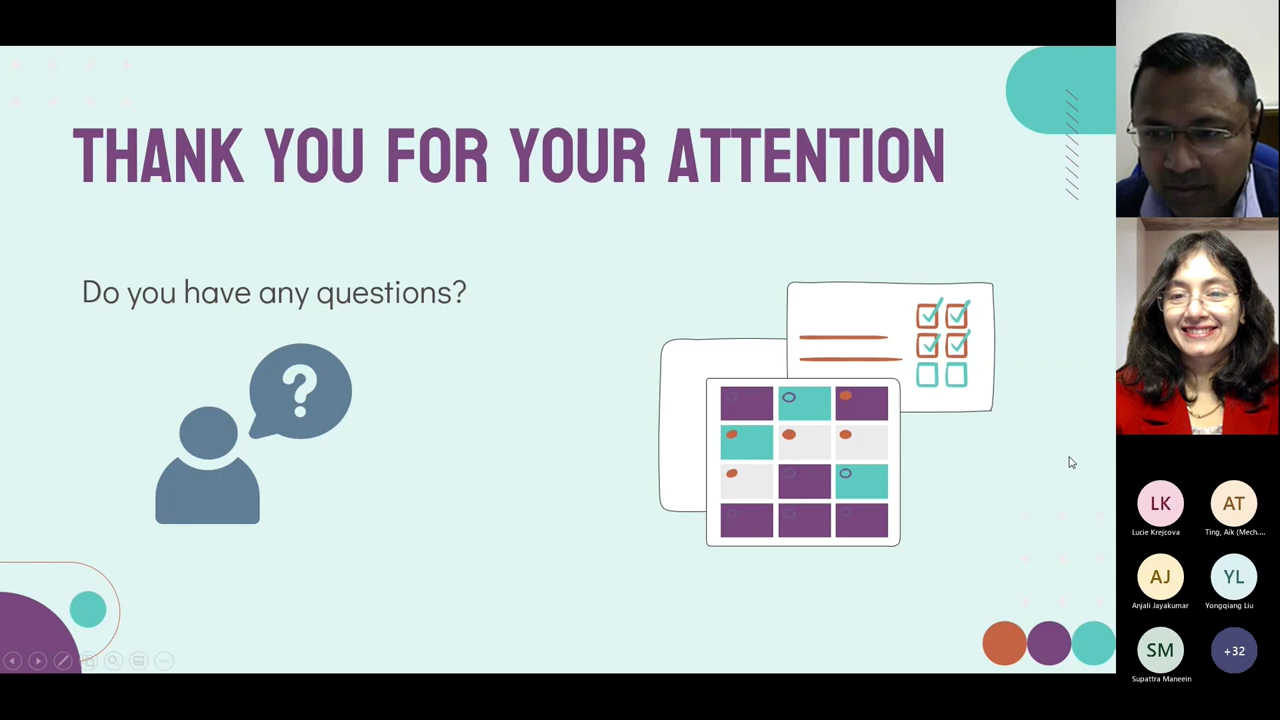 THANK YOU FOR YOUR ATTENTION
Do you have any questions?
?
LK
Lucie Krejcova
AT
Ting, Aik (Mech....
AJ
Anjali Jayakumar
YL
Yongqiang Liu
SM
Supattra Maneein
+32